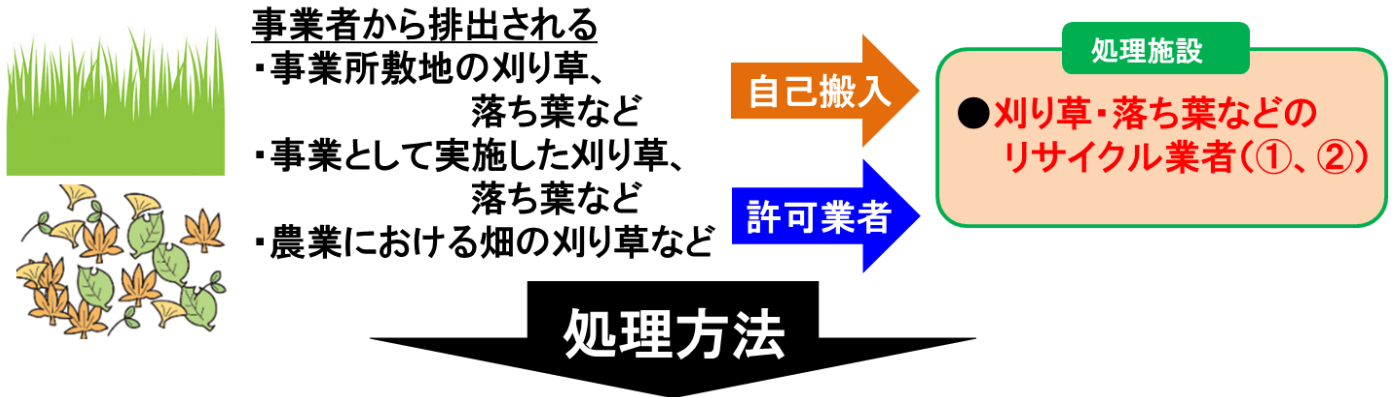 事業者から排出される
・事業所敷地の刈り草、
落ち葉など
・事業として実施した刈り草、
落ち葉など
・農業における畑の刈り草など
自己搬入
許可業者
処理施設
●刈り草・落ち葉などの
リサイクル業者(①、②)
処理方法